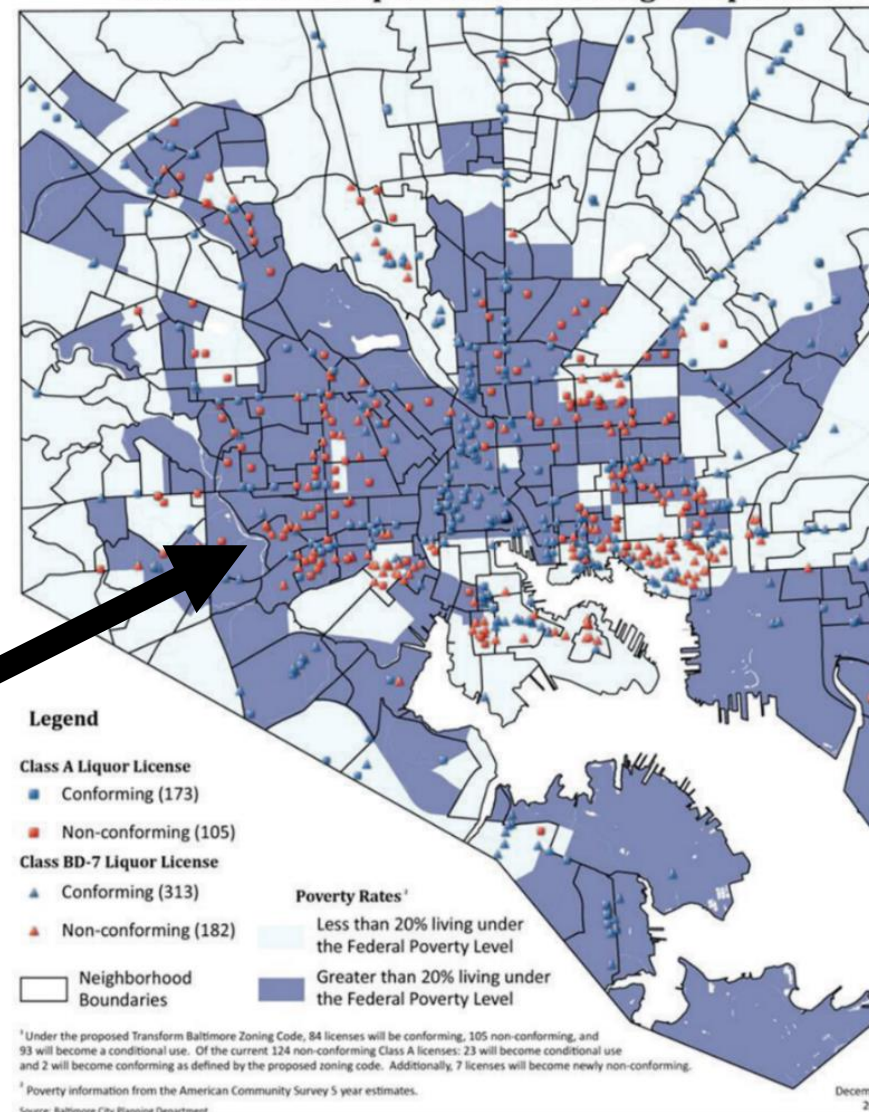 Legend
Class A Liquor License
Conforming (173)
Non-conforming (105)
Class BD-7 Liquor License
Conforming (313)
Non-conforming (182)
Neighborhood
Boundaries
Poverty Rates²
Less than 20% living under
the Federal Poverty Level
Greater than 20% living under
the Federal Poverty Level
¹ Under the proposed Transform Baltimore Zoning Code, 84 licenses will be conforming, 105 non-conforming, and
93 will become a conditional use. Of the current 124 non-conforming Class A licenses: 23 will become conditional use
and 2 will become conforming as defined by the proposed zoning code. Additionally, 7 licenses will become newly non-conforming.
² Poverty information from the American Community Survey 5 year estimates.
Source: Baltimore City Planning Department